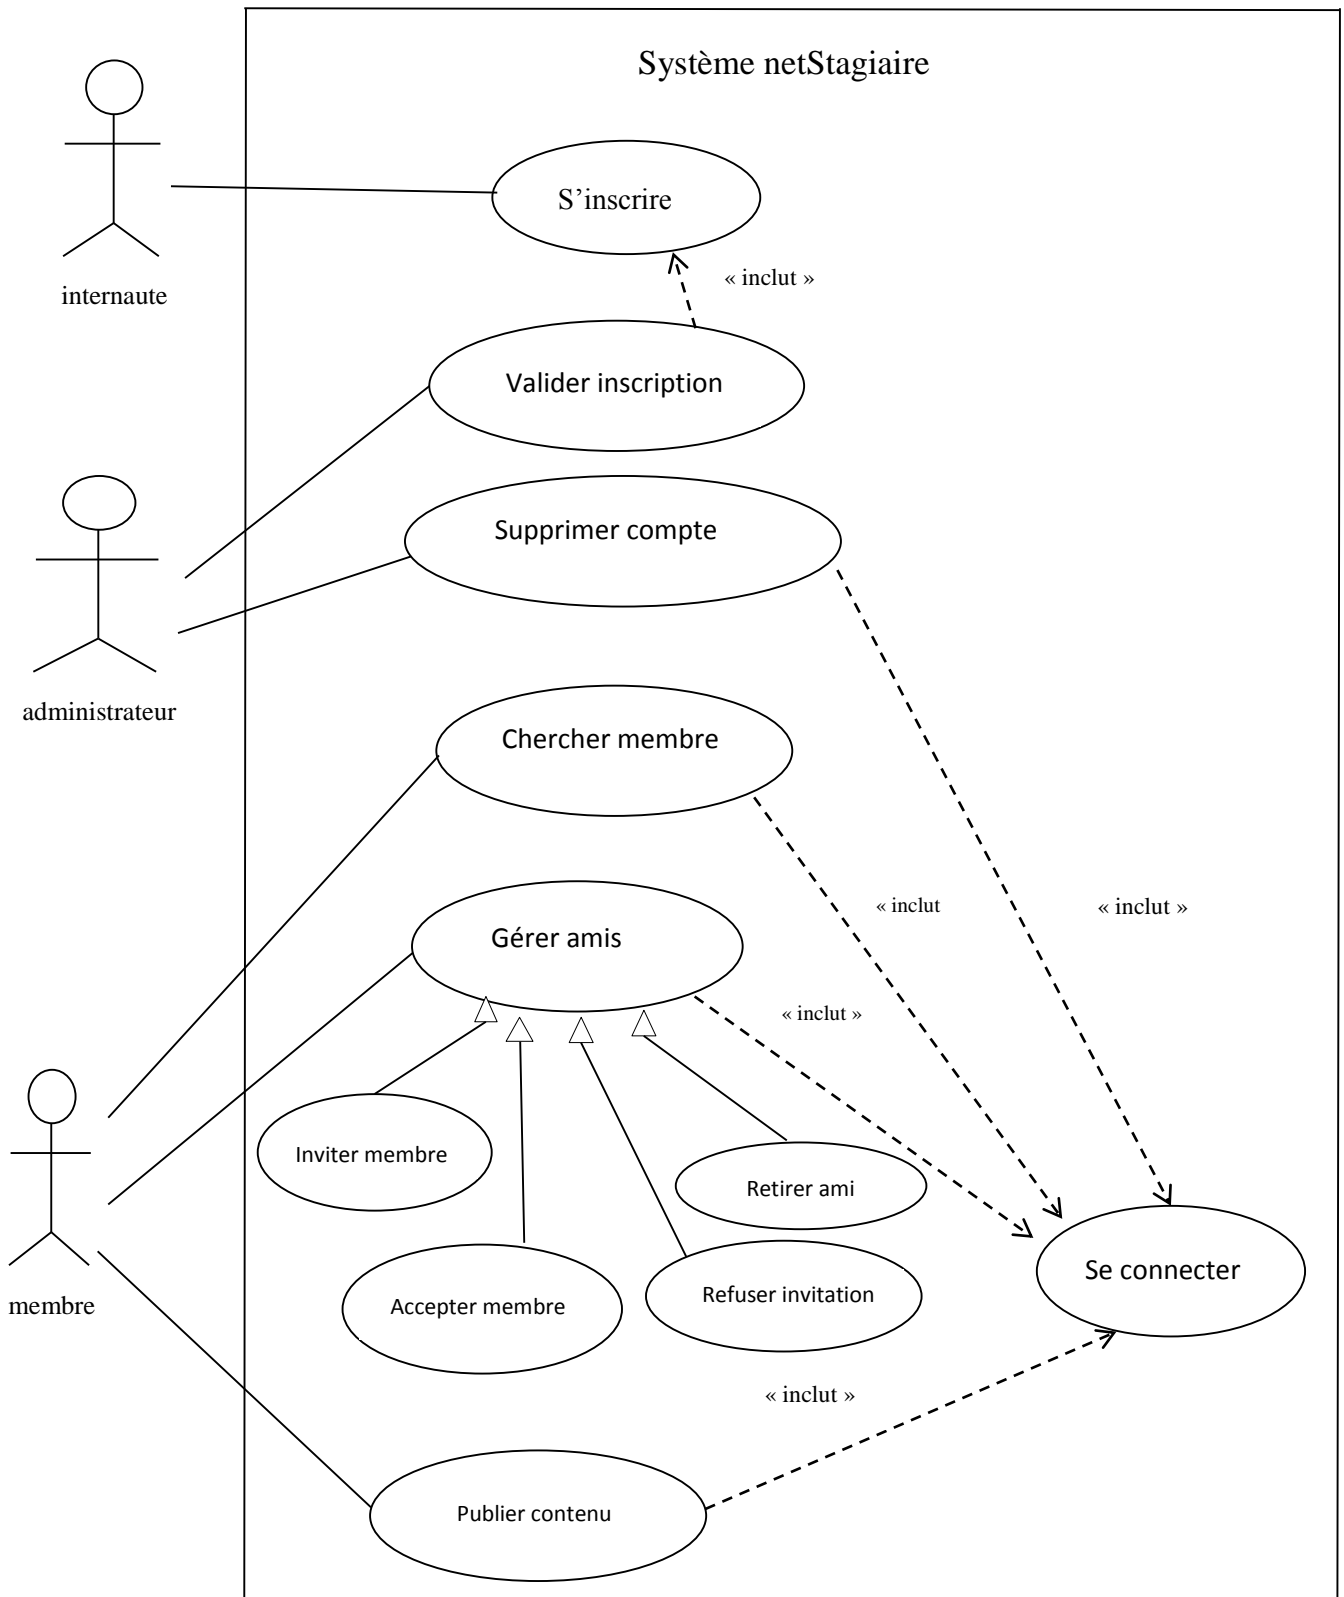 Système netStagiaire
S’inscrire
« inclut »
internaute
Valider inscription
Supprimer compte
administrateur
Chercher membre
« inclut
« inclut »
Gérer amis
« inclut »
Inviter membre
Retirer ami
Se connecter
Refuser invitation
Accepter membre
membre
« inclut »
Publier contenu